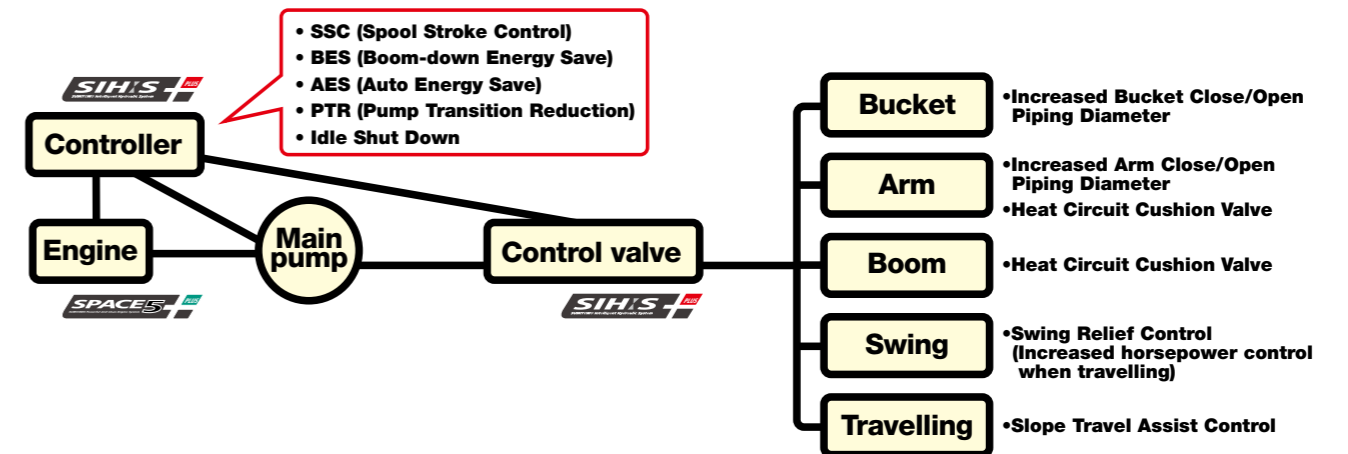 • SSC (Spool Stroke Control)
• BES (Boom-down Energy Save)
• AES (Auto Energy Save)
• PTR (Pump Transition Reduction)
• Idle Shut Down
SIH:S PLUS
Controller
Engine
SPACE5 PLUS
Main
pump
Control valve
SIH:S PLUS
Bucket
•Increased Bucket Close/Open
Piping Diameter
Arm
•Increased Arm Close/Open
Piping Diameter
•Heat Circuit Cushion Valve
Boom
•Heat Circuit Cushion Valve
Swing
•Swing Relief Control
(Increased horsepower control
when travelling)
Travelling
•Slope Travel Assist Control